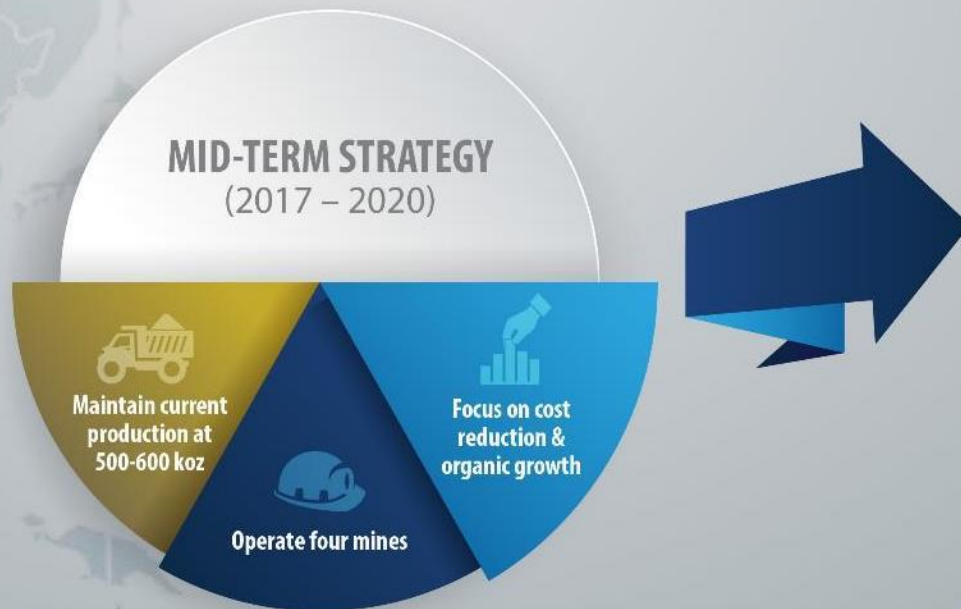 MID-TERM STRATEGY
(2017 – 2020)
Maintain current
production at
500-600 koz
Operate four mines
Focus on cost
reduction &
organic growth